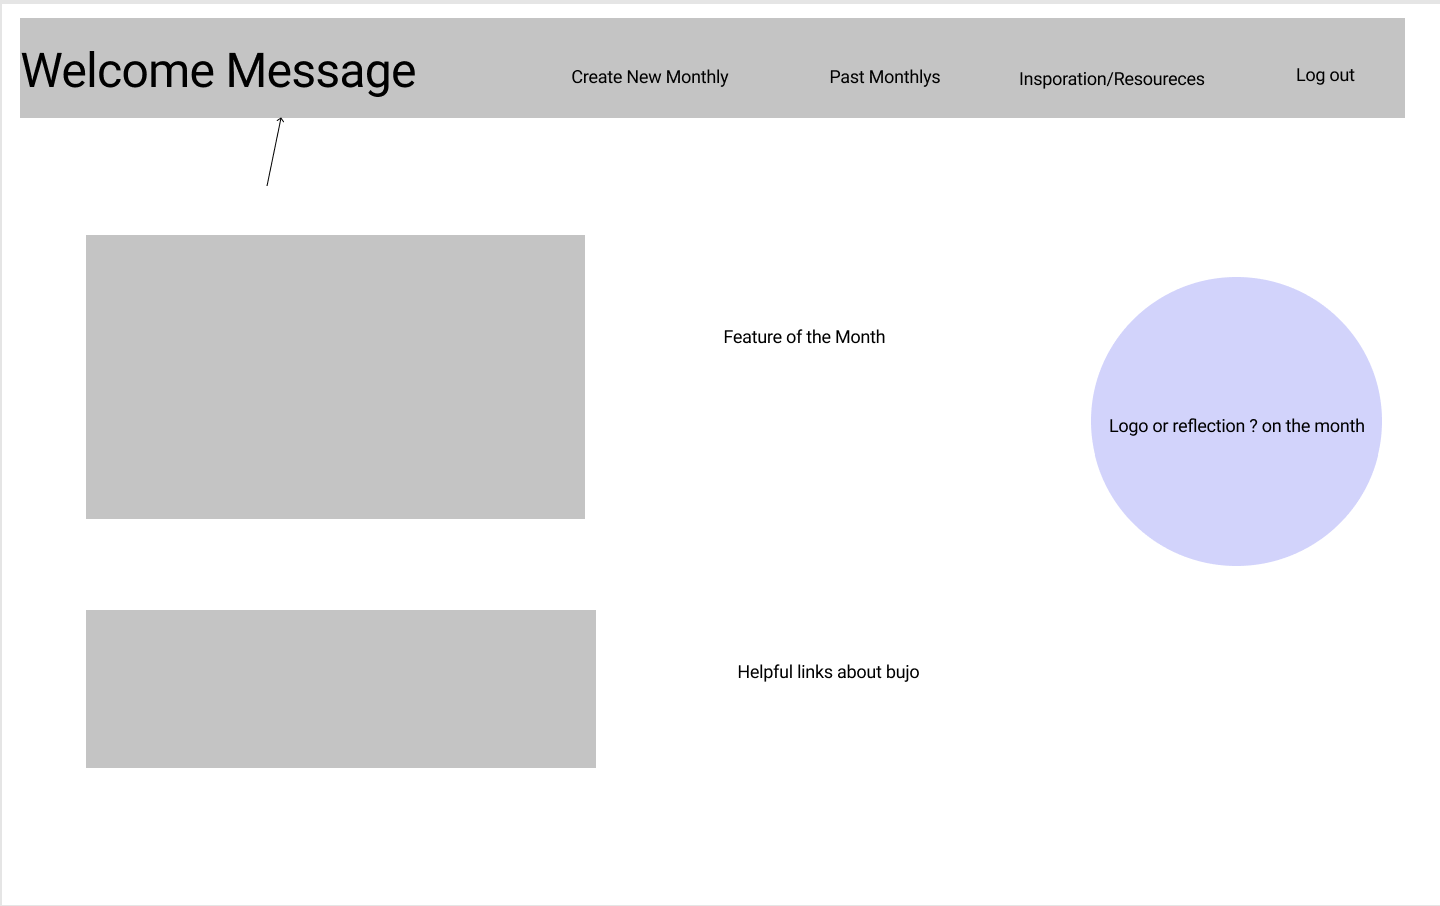 Welcome Message
Create New Monthly
Past Monthlys
Insporation/Resoureces
Log out
Feature of the Month
Logo or reflection ? on the month
Helpful links about bujo